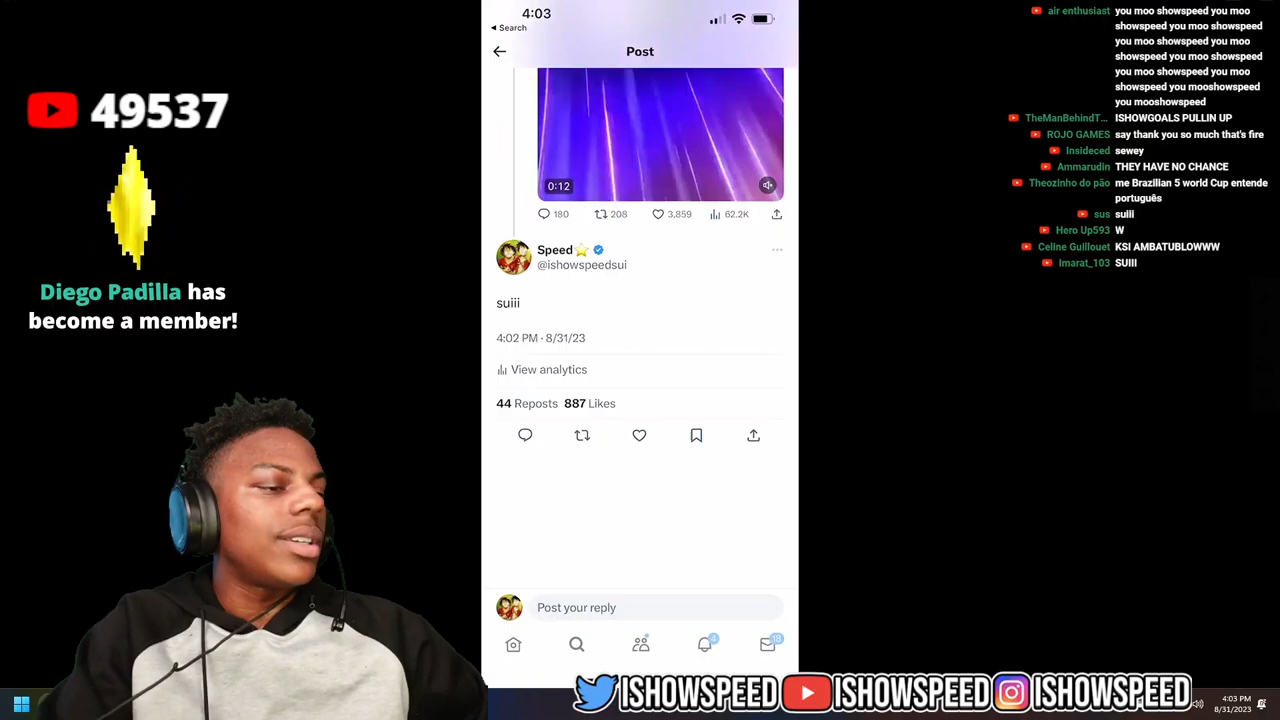 49537
Diego Padilla has
become a member!
4:03
Search
Post
0:12
180 208 3,859 62.2K
Speed
@ishowspeedsui
suiii
4:02 PM · 8/31/23
View analytics
44 Reposts 887 Likes
Post your reply
4
18
air enthusiast you moo showspeed you moo
showspeed you moo showspeed
you moo showspeed you moo
showspeed you moo showspeed
you moo showspeed you moo
showspeed you mooshowspeed
you mooshowspeed
TheManBehindT... ISHOWGOALS PULLIN UP
ROJO GAMES say thank you so much that's fire
Insideced sewey
Ammarudin THEY HAVE NO CHANCE
Theozinho do pão me Brazilian 5 world Cup entende
português
sus suiii
Hero Up593 W
Celine Guillouet KSI AMBATUBLOWWW
Imarat_103 SUIII
ISHOWSPEED ISHOWSPEED ISHOWSPEED
4:03 PM
8/31/2023